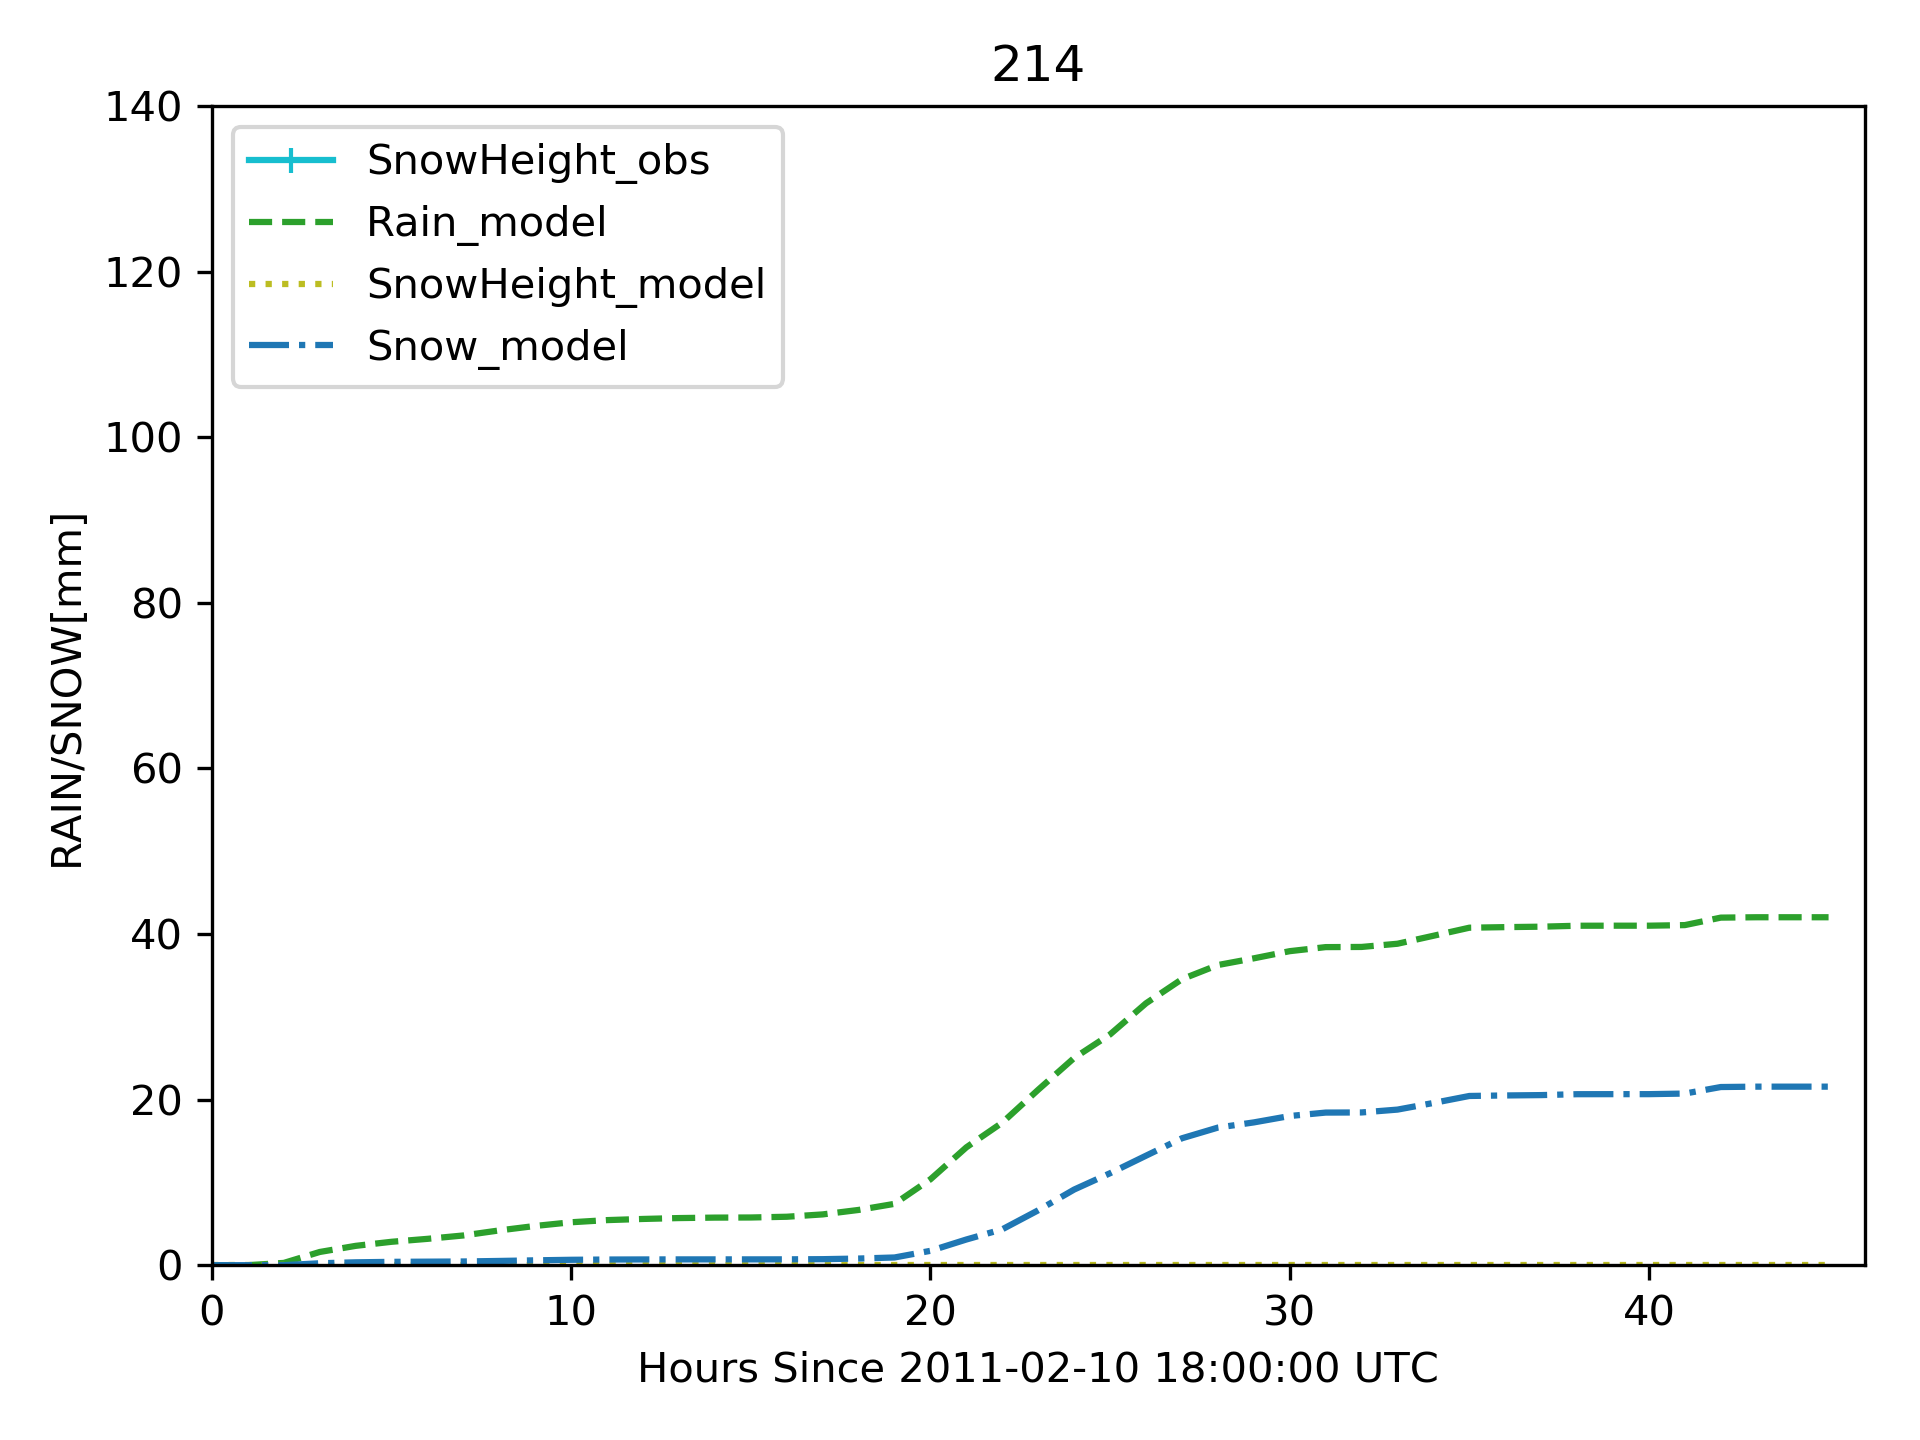 214
140
120
100
80
60
40
20
0
RAIN/SNOW[mm]
SnowHeight_obs
Rain_model
SnowHeight_model
Snow_model
0 10 20 30 40
Hours Since 2011-02-10 18:00:00 UTC